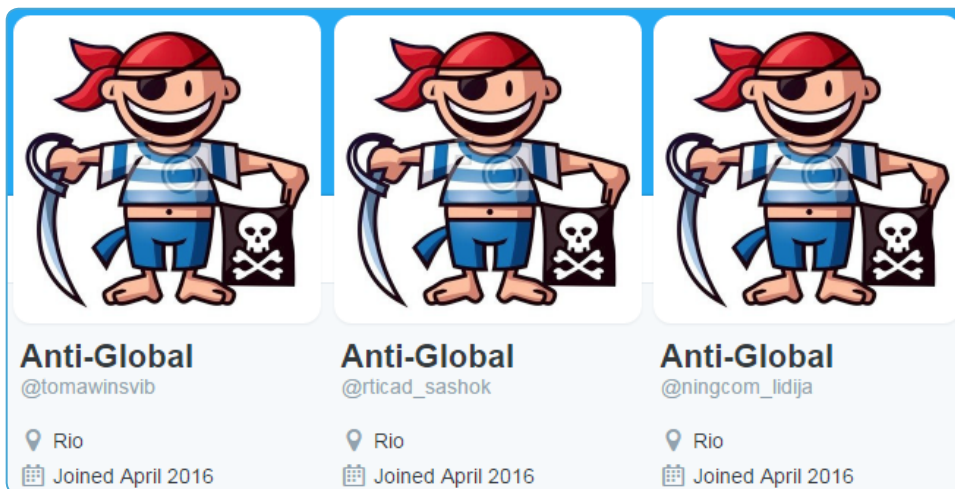 Anti-Global
@tomawinsvib
Rio
Joined April 2016
Anti-Global
@rticad_sashok
Rio
Joined April 2016
Anti-Global
@ningcom_lidija
Rio
Joined April 2016